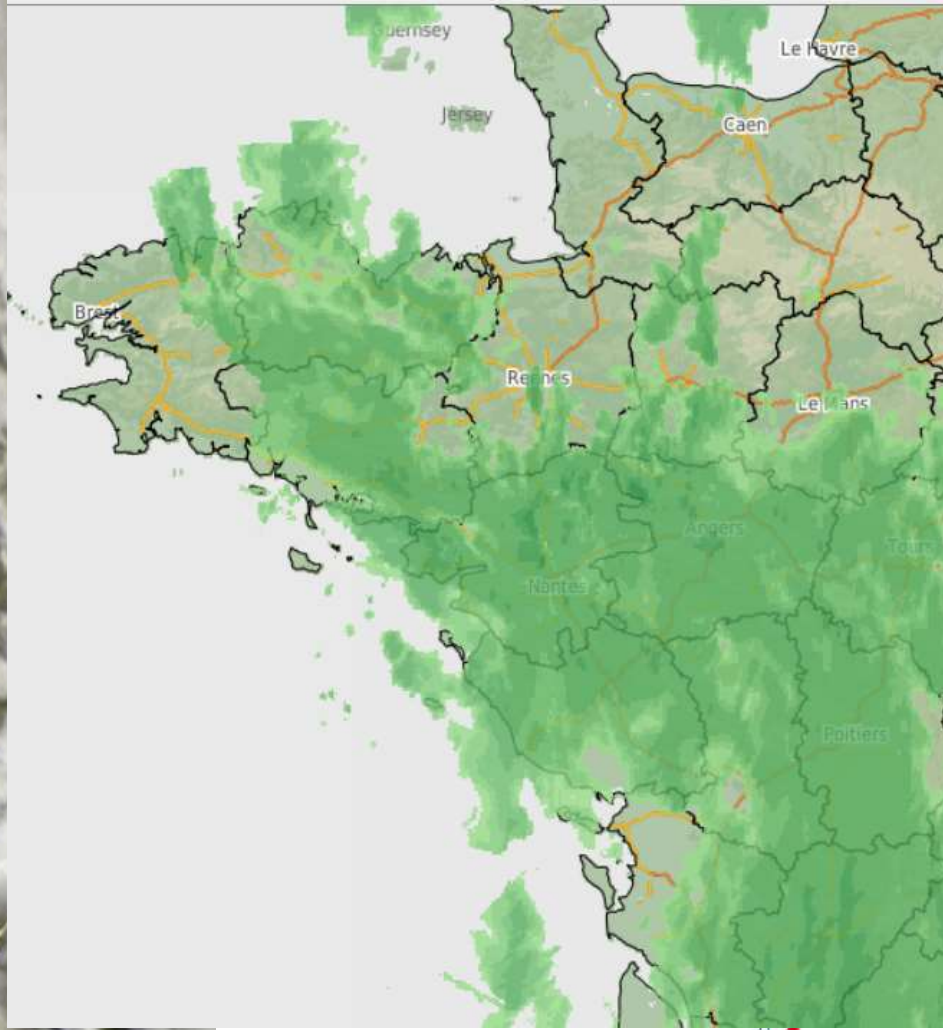 Guernsey
Le Havre
Jersey
Caen
Brest
Rennes
Le Mans
Angers
Tours
Nantes
Poitiers